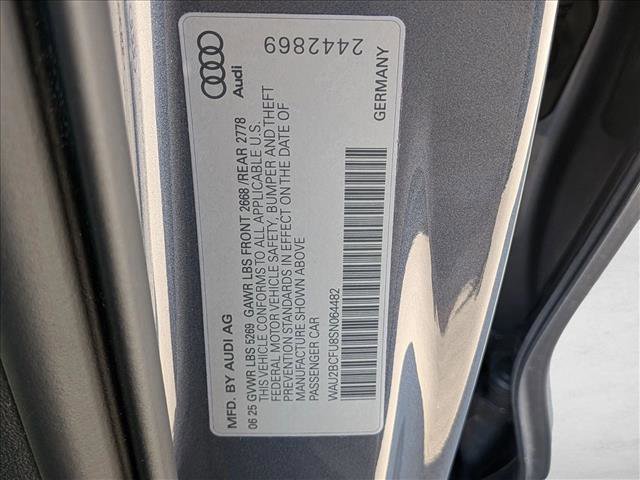 Audi
2442869
MFD. BY AUDI AG
06 25 GVWR LBS 5269 GAWR LBS FRONT 2668 / REAR 2778
THIS VEHICLE CONFORMS TO ALL APPLICABLE U.S.
FEDERAL MOTOR VEHICLE SAFETY, BUMPER AND THEFT
PREVENTION STANDARDS IN EFFECT ON THE DATE OF
MANUFACTURE SHOWN ABOVE
PASSENGER CAR
GERMANY
WAU2BCFU8SN064482